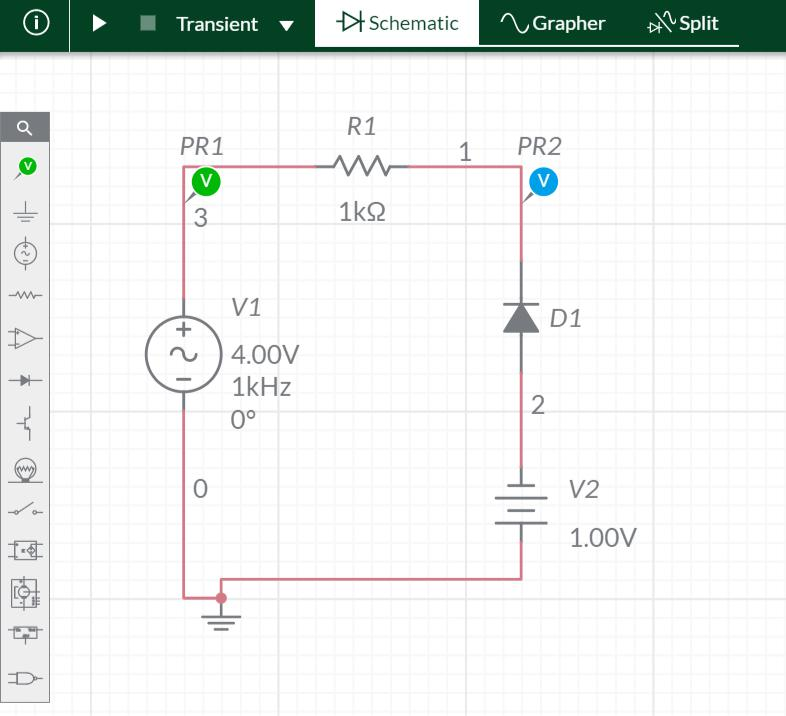 Transient
Schematic
Grapher
Split
PR1
R1
1
PR2
V
V
V
3
1kΩ
V1
4.00V
1kHz
0°
D1
2
0
V2
1.00V